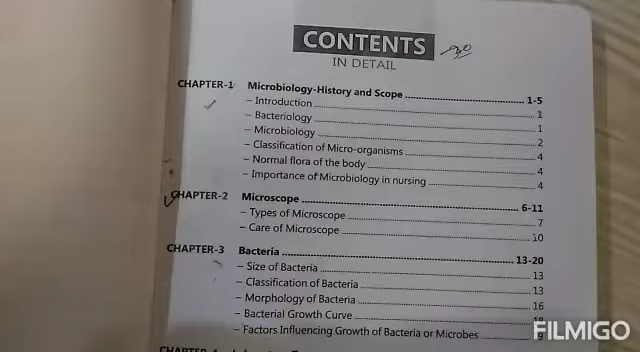 CONTENTS
IN DETAIL
CHAPTER-1 Microbiology-History and Scope 1-5
– Introduction 1
– Bacteriology 1
– Microbiology 2
– Classification of Micro-organisms 4
– Normal flora of the body 4
– Importance of Microbiology in nursing 4
CHAPTER-2 Microscope 6-11
– Types of Microscope 7
– Care of Microscope 10
CHAPTER-3 Bacteria 13-20
– Size of Bacteria 13
– Classification of Bacteria 13
– Morphology of Bacteria 16
– Bacterial Growth Curve 18
– Factors Influencing Growth of Bacteria or Microbes
FILMIGO